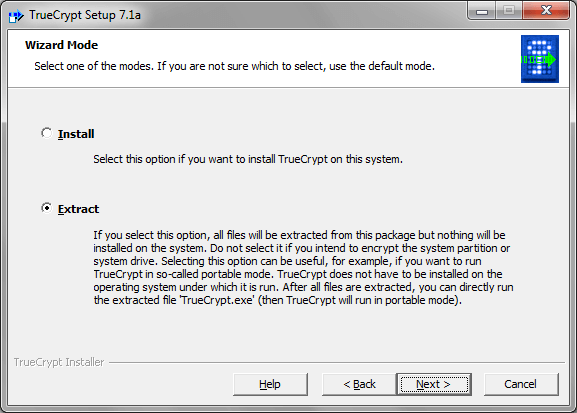 TrueCrypt Setup 7.1a
Wizard Mode
Select one of the modes. If you are not sure which to select, use the default mode.
Install
Select this option if you want to install TrueCrypt on this system.
Extract
If you select this option, all files will be extracted from this package but nothing will be
installed on the system. Do not select it if you intend to encrypt the system partition or
system drive. Selecting this option can be useful, for example, if you want to run
TrueCrypt in so-called portable mode. TrueCrypt does not have to be installed on the
operating system under which it is run. After all files are extracted, you can directly run
the extracted file 'TrueCrypt.exe' (then TrueCrypt will run in portable mode).
TrueCrypt Installer
Help
< Back
Next >
Cancel